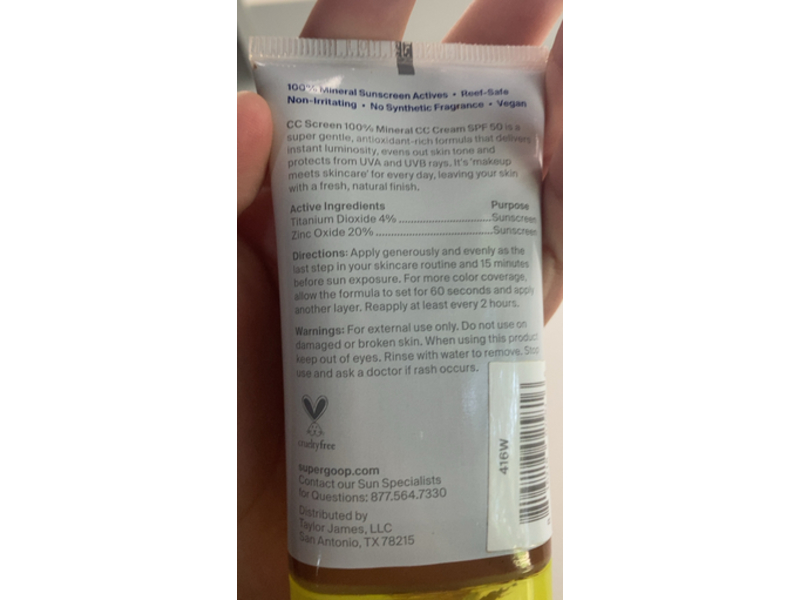 100% Mineral Sunscreen Actives • Reef-Safe
Non-Irritating • No Synthetic Fragrance • Vegan
CC Screen 100% Mineral CC Cream SPF 50 is a
super gentle, antioxidant-rich formula that delivers
instant luminosity, evens out skin tone and
protects from UVA and UVB rays. It's 'makeup
meets skincare' for every day, leaving your skin
with a fresh, natural finish.
Active Ingredients Purpose
Titanium Dioxide 4% ..............................Sunscreen
Zinc Oxide 20% ......................................Sunscreen
Directions: Apply generously and evenly as the
last step in your skincare routine and 15 minutes
before sun exposure. For more color coverage,
allow the formula to set for 60 seconds and apply
another layer. Reapply at least every 2 hours.
Warnings: For external use only. Do not use on
damaged or broken skin. When using this product
keep out of eyes. Rinse with water to remove. Stop
use and ask a doctor if rash occurs.
crueltyfree
416W
supergoop.com
Contact our Sun Specialists
for Questions: 877.564.7330
Distributed by
Taylor James, LLC
San Antonio, TX 78215